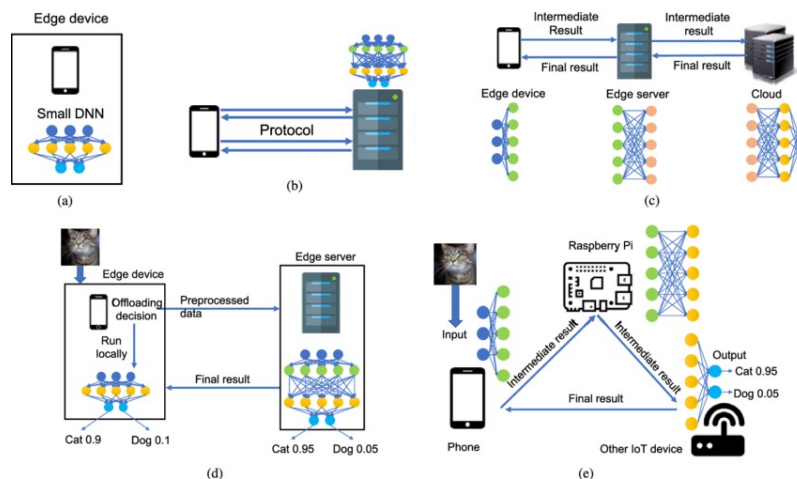 Edge device
Small DNN
(a)
Protocol
(b)
Intermediate
Result
Intermediate
result
Final result
Final result
Edge device
Edge server
Cloud
(c)
Edge device
Offloading
decision
Run
locally
Cat 0.9
Dog 0.1
Preprocessed
data
Final result
Edge server
Cat 0.95
Dog 0.05
(d)
Input
Phone
Intermediate result
Raspberry Pi
Intermediate result
Final result
Output
Cat 0.95
Dog 0.05
Other IoT device
(e)